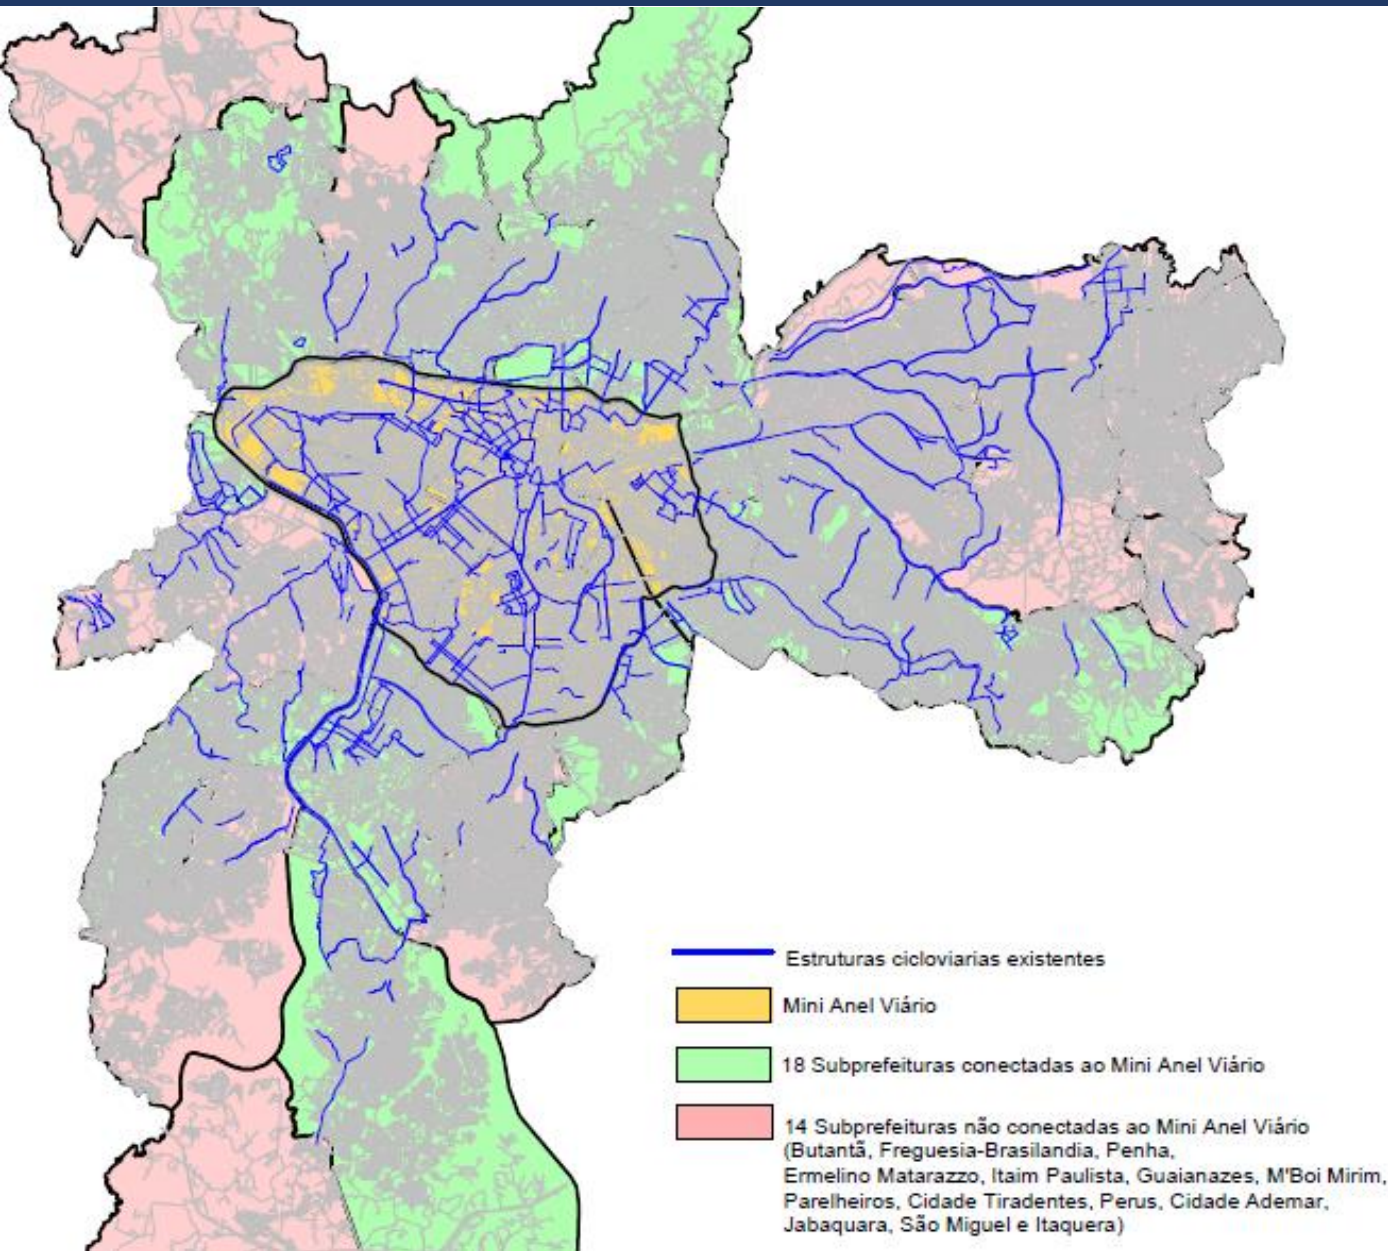 Estruturas cicloviarias existentes
Mini Anel Viário
18 Subprefeituras conectadas ao Mini Anel Viário
14 Subprefeituras não conectadas ao Mini Anel Viário
(Butantã, Freguesia-Brasilandia, Penha,
Ermelino Matarazzo, Itaim Paulista, Guaianazes, M'Boi Mirim,
Parelheiros, Cidade Tiradentes, Perus, Cidade Ademar,
Jabaquara, São Miguel e Itaquera)